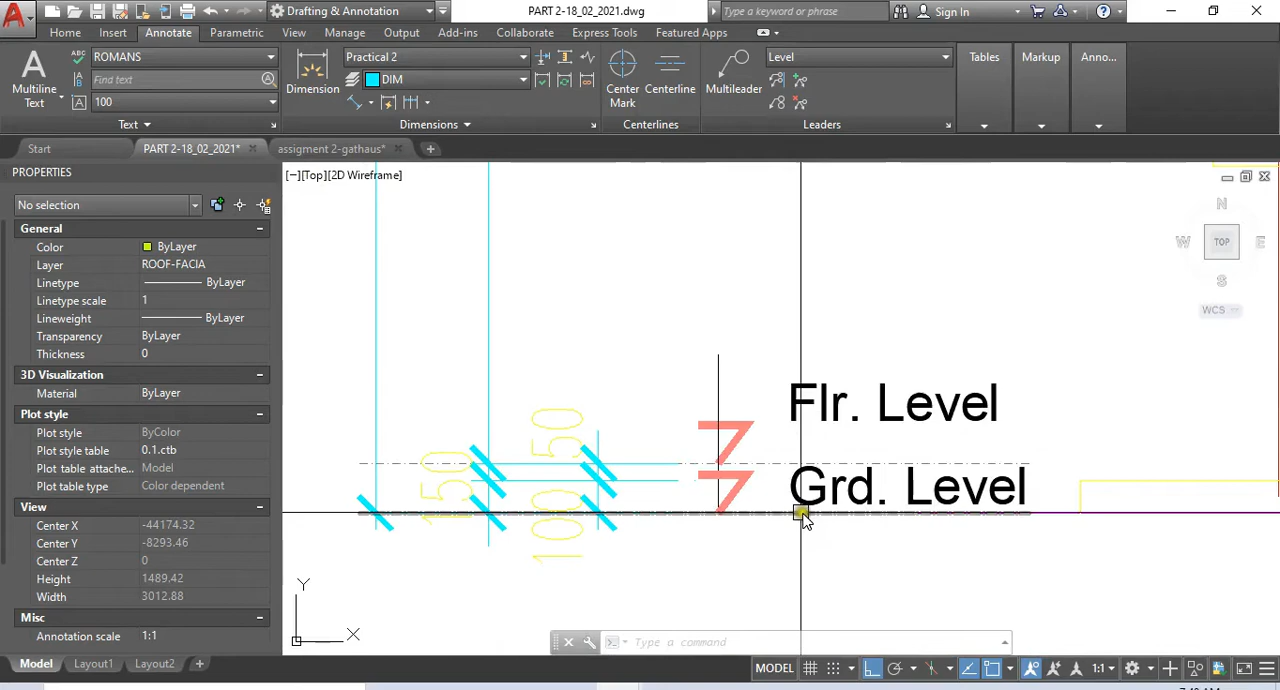 Drafting & Annotation
PART 2-18_02_2021.dwg
Type a keyword or phrase
Sign In
Home Insert Annotate Parametric View Manage Output Add-ins Collaborate Express Tools Featured Apps
Multiline Text
ABC
ROMANS
Find text
100
Text
Dimension
Practical 2
DIM
Dimensions
Center Mark
Centerline
Centerlines
Multileader
Level
Leaders
Tables
Markup
Anno...
Start PART 2-18_02_2021* assigment 2-gathaus*
PROPERTIES
No selection
General
Color ByLayer
Layer ROOF-FACIA
Linetype ByLayer
Linetype scale 1
Lineweight ByLayer
Transparency ByLayer
Thickness 0
3D Visualization
Material ByLayer
Plot style
Plot style ByColor
Plot style table 0.1.ctb
Plot table attache... Model
Plot table type Color dependent
View
Center X -44174.32
Center Y -8293.46
Center Z 0
Height 1489.42
Width 3012.88
Misc
Annotation scale 1:1
[−][Top][2D Wireframe]
N
W TOP E
S
WCS
Flr. Level
Grd. Level
150
50
100
Y
X
Type a command
Model Layout1 Layout2
MODEL
1:1